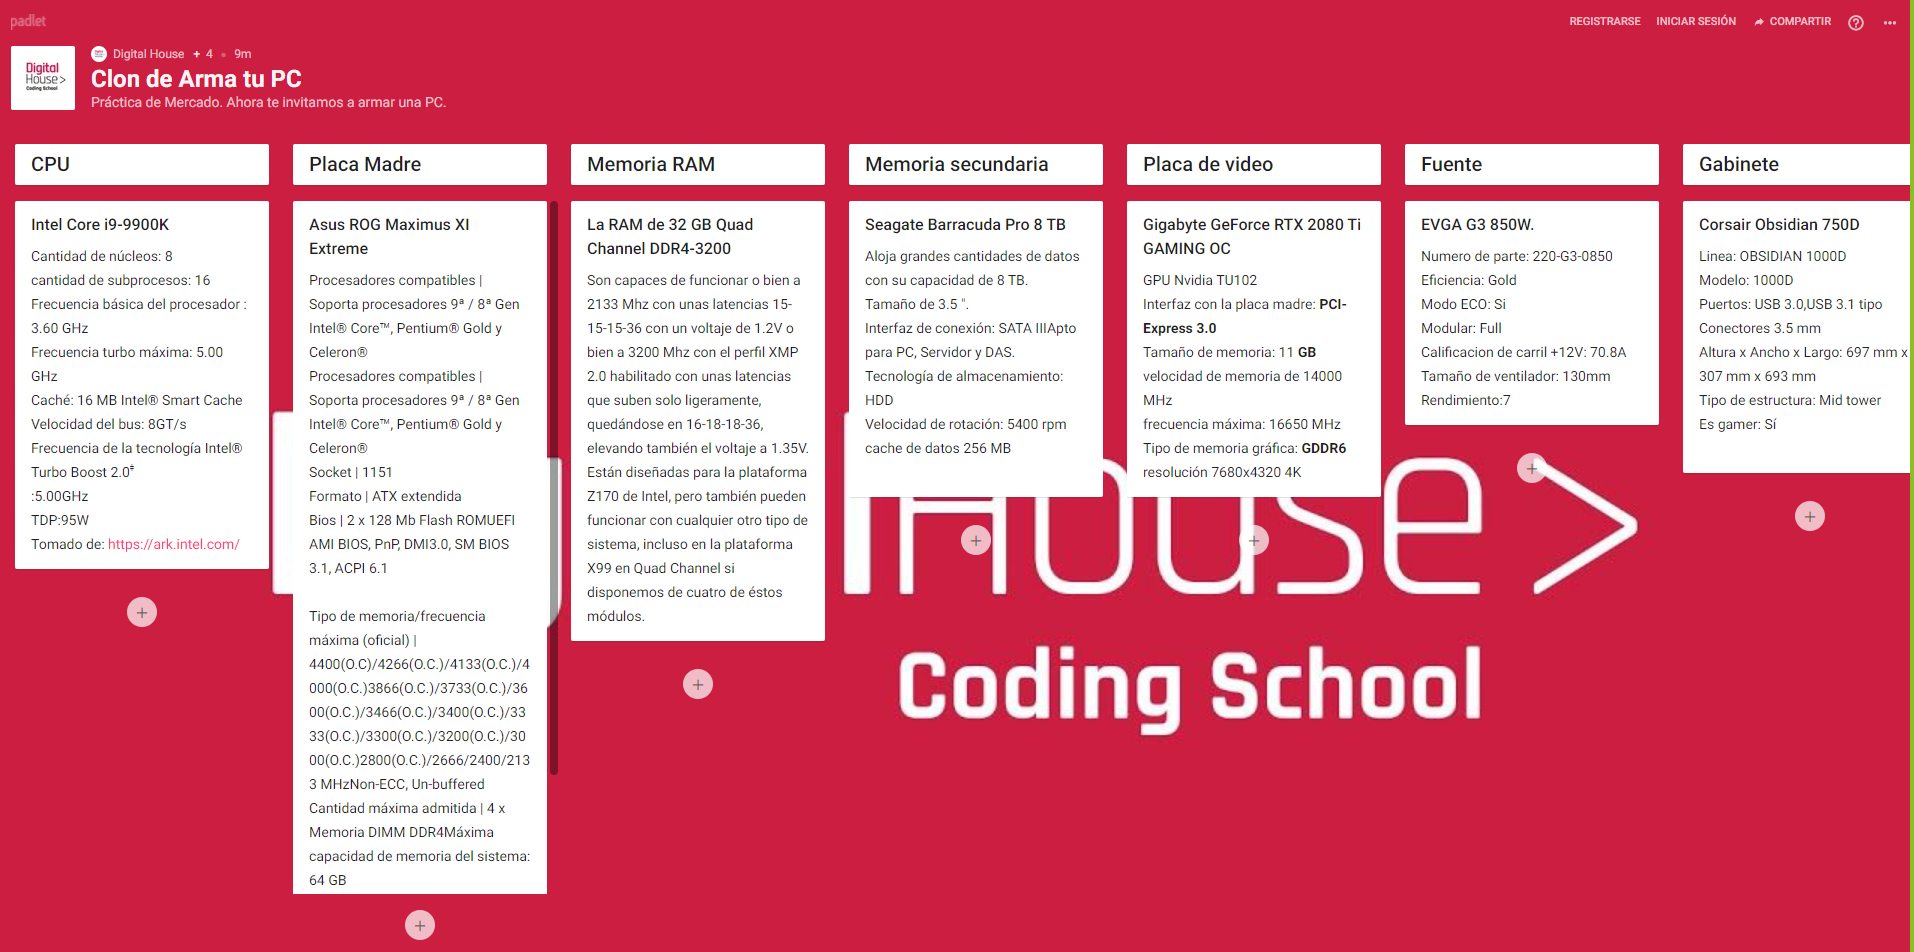 padlet
REGISTRARSE
INICIAR SESIÓN
COMPARTIR
Digital
House>
Coding School
Digital House + 4 • 9m
Clon de Arma tu PC
Práctica de Mercado. Ahora te invitamos a armar una PC.
CPU
Intel Core i9-9900K
Cantidad de núcleos: 8
cantidad de subprocesos: 16
Frecuencia básica del procesador :
3.60 GHz
Frecuencia turbo máxima: 5.00
GHz
Caché: 16 MB Intel® Smart Cache
Velocidad del bus: 8GT/s
Frecuencia de la tecnología Intel®
Turbo Boost 2.0‡
:5.00GHz
TDP:95W
Tomado de: https://ark.intel.com/
Placa Madre
Asus ROG Maximus XI
Extreme
Procesadores compatibles |
Soporta procesadores 9ª / 8ª Gen
Intel® Core™, Pentium® Gold y
Celeron®
Procesadores compatibles |
Soporta procesadores 9ª / 8ª Gen
Intel® Core™, Pentium® Gold y
Celeron®
Socket | 1151
Formato | ATX extendida
Bios | 2 x 128 Mb Flash ROMUEFI
AMI BIOS, PnP, DMI3.0, SM BIOS
3.1, ACPI 6.1
Tipo de memoria/frecuencia
máxima (oficial) |
4400(O.C)/4266(O.C.)/4133(O.C.)/4
000(O.C.)3866(O.C.)/3733(O.C.)/36
00(O.C.)/3466(O.C.)/3400(O.C.)/33
33(O.C.)/3300(O.C.)/3200(O.C.)/30
00(O.C.)2800(O.C.)/2666/2400/213
3 MHzNon-ECC, Un-buffered
Cantidad máxima admitida | 4 x
Memoria DIMM DDR4Máxima
capacidad de memoria del sistema:
64 GB
Memoria RAM
La RAM de 32 GB Quad
Channel DDR4-3200
Son capaces de funcionar o bien a
2133 Mhz con unas latencias 15-
15-15-36 con un voltaje de 1.2V o
bien a 3200 Mhz con el perfil XMP
2.0 habilitado con unas latencias
que suben solo ligeramente,
quedándose en 16-18-18-36,
elevando también el voltaje a 1.35V.
Están diseñadas para la plataforma
Z170 de Intel, pero también pueden
funcionar con cualquier otro tipo de
sistema, incluso en la plataforma
X99 en Quad Channel si
disponemos de cuatro de éstos
módulos.
Memoria secundaria
Seagate Barracuda Pro 8 TB
Aloja grandes cantidades de datos
con su capacidad de 8 TB.
Tamaño de 3.5 ".
Interfaz de conexión: SATA IIIApto
para PC, Servidor y DAS.
Tecnología de almacenamiento:
HDD
Velocidad de rotación: 5400 rpm
cache de datos 256 MB
Placa de video
Gigabyte GeForce RTX 2080 Ti
GAMING OC
GPU Nvidia TU102
Interfaz con la placa madre: PCI-
Express 3.0
Tamaño de memoria: 11 GB
velocidad de memoria de 14000
MHz
frecuencia máxima: 16650 MHz
Tipo de memoria gráfica: GDDR6
resolución 7680x4320 4K
Fuente
EVGA G3 850W.
Numero de parte: 220-G3-0850
Eficiencia: Gold
Modo ECO: Si
Modular: Full
Calificacion de carril +12V: 70.8A
Tamaño de ventilador: 130mm
Rendimiento:7
Gabinete
Corsair Obsidian 750D
Linea: OBSIDIAN 1000D
Modelo: 1000D
Puertos: USB 3.0,USB 3.1 tipo
Conectores 3.5 mm
Altura x Ancho x Largo: 697 mm x
307 mm x 693 mm
Tipo de estructura: Mid tower
Es gamer: Sí
House>
Coding School